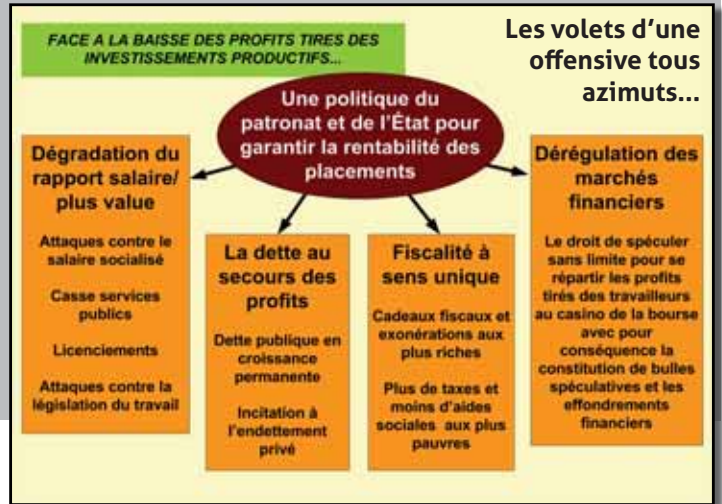 Les volets d'une
offensive tous
azimuts...
FACE A LA BAISSE DES PROFITS TIRES DES
INVESTISSEMENTS PRODUCTIFS...
Une politique du
patronat et de l'État pour
garantir la rentabilité des
placements
Dégradation du
rapport salaire/
plus value
Attaques contre le
salaire socialisé
Casse services
publics
Licenciements
Attaques contre la
législation du travail
La dette au
secours des
profits
Dette publique en
croissance
permanente
Incitation à
l'endettement
privé
Fiscalité à
sens unique
Cadeaux fiscaux et
exonérations aux
plus riches
Plus de taxes et
moins d'aides
sociales aux plus
pauvres
Dérégulation des
marchés
financiers
Le droit de spéculer
sans limite pour se
répartir les profits
tirés des travailleurs
au casino de la bourse
avec pour
conséquence la
constitution de bulles
spéculatives et les
effondrements
financiers